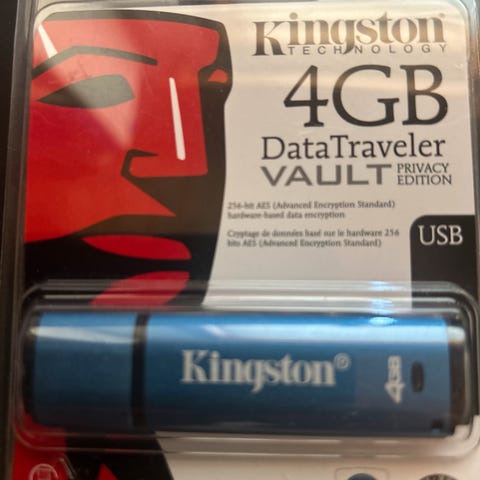 Kingston
TECHNOLOGY
4GB
DataTraveler
VAULT PRIVACY EDITION
256-bit AES (Advanced Encryption Standard)
hardware-based data encryption
Cryptage de données basé sur le hardware 256
bits AES (Advanced Encryption Standard)
USB
Kingston®
4GB